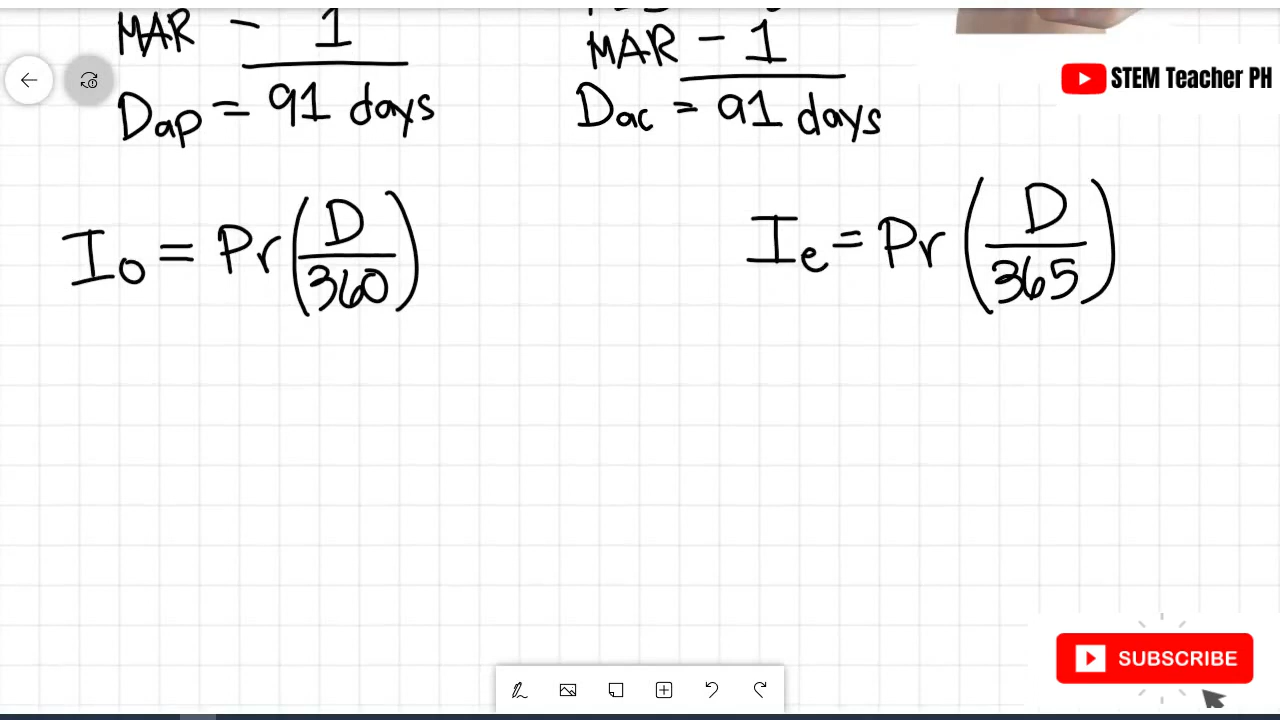 MAR - 1
Dap = 91 days
MAR - 1
Dac = 91 days
STEM Teacher PH
Io = Pr(D/360)
Ie = Pr(D/365)
SUBSCRIBE